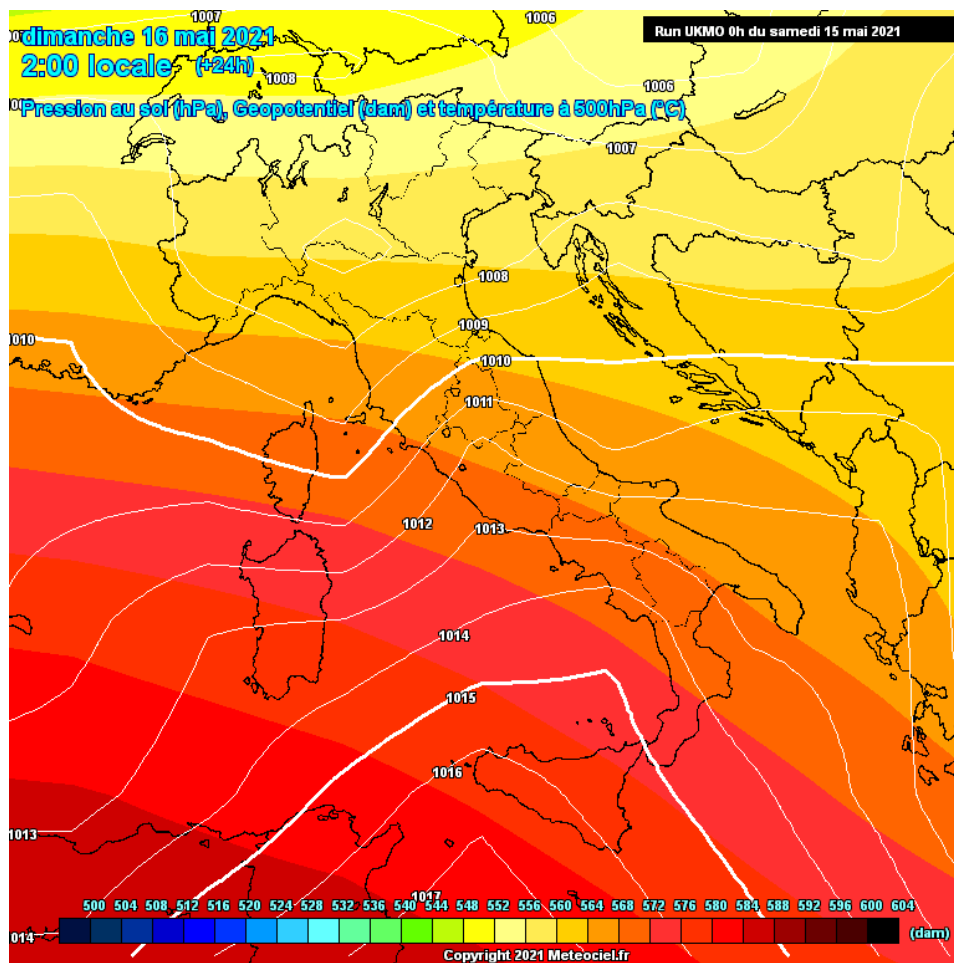 1007
1006
dimanche 16 mai 2021
Run UKMO 0h du samedi 15 mai 2021
2:00 locale (+24h)
1008
1006
Pression au sol (hPa), Geopotentiel (dam) et température à 500hPa (°C)
1007
1008
1009
1010
1010
1011
1012
1013
1014
1015
1016
1013
1017
500 504 508 512 516 520 524 528 532 536 540 544 548 552 556 560 564 568 572 576 580 584 588 592 596 600 604
014
(dam)
Copyright 2021 Meteociel.fr